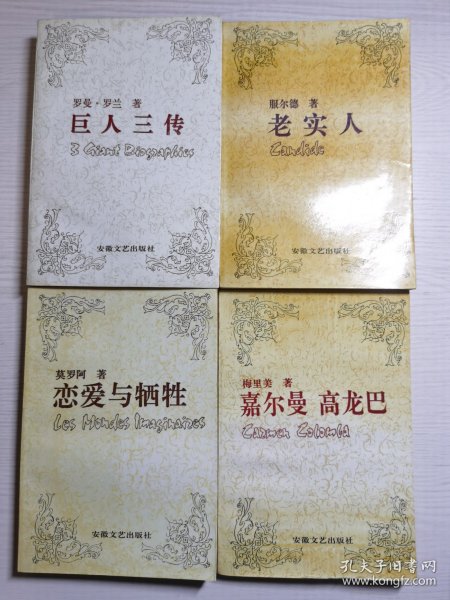 罗曼·罗兰 著
巨人三传
3 Giant Biographies
安徽文艺出版社
服尔德 著
老实人
Candide
安徽文艺出版社
莫罗阿 著
恋爱与牺牲
Les Mondes Imaginaires
安徽文艺出版社
梅里美 著
嘉尔曼 高龙巴
Carmen Colomba
安徽文艺出版社
孔夫子旧书网
www.kongfz.com